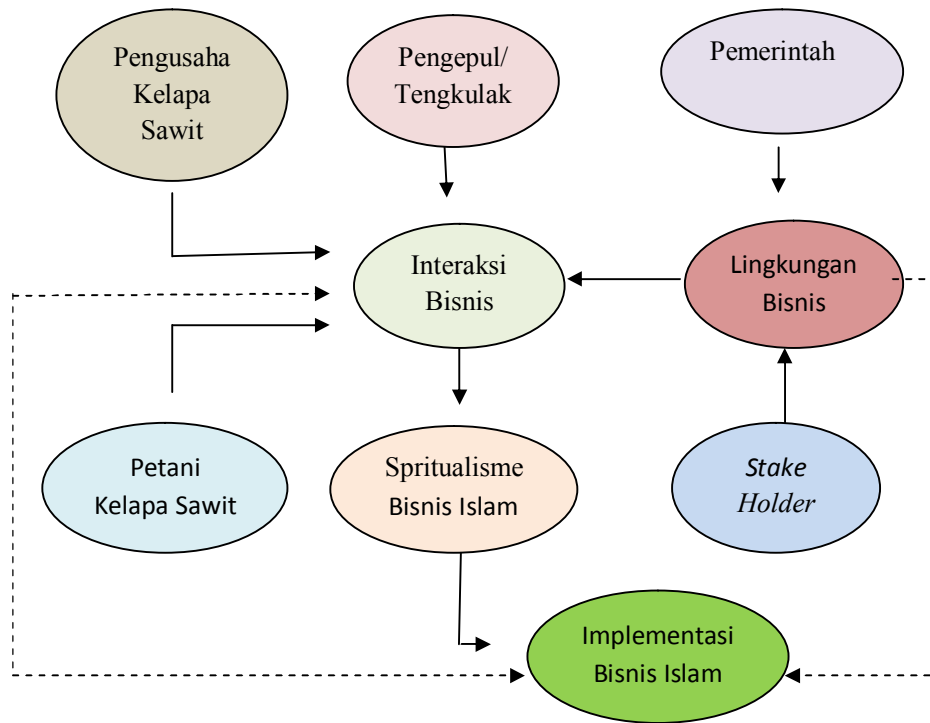 Pengusaha
Kelapa
Sawit
Pengepul/
Tengkulak
Pemerintah
Interaksi
Bisnis
Lingkungan
Bisnis
Petani
Kelapa Sawit
Spritualisme
Bisnis Islam
Stake
Holder
Implementasi
Bisnis Islam